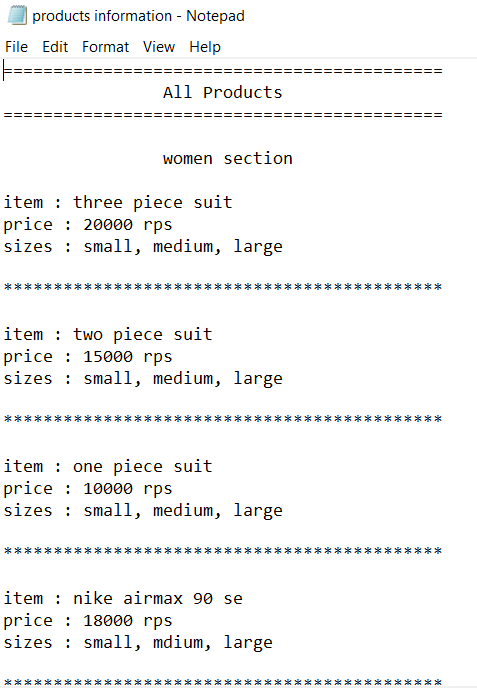 products information - Notepad
File Edit Format View Help
============================================
All Products
============================================
women section
item : three piece suit
price : 20000 rps
sizes : small, medium, large
********************************************
item : two piece suit
price : 15000 rps
sizes : small, medium, large
********************************************
item : one piece suit
price : 10000 rps
sizes : small, medium, large
********************************************
item : nike airmax 90 se
price : 18000 rps
sizes : small, mdium, large
********************************************